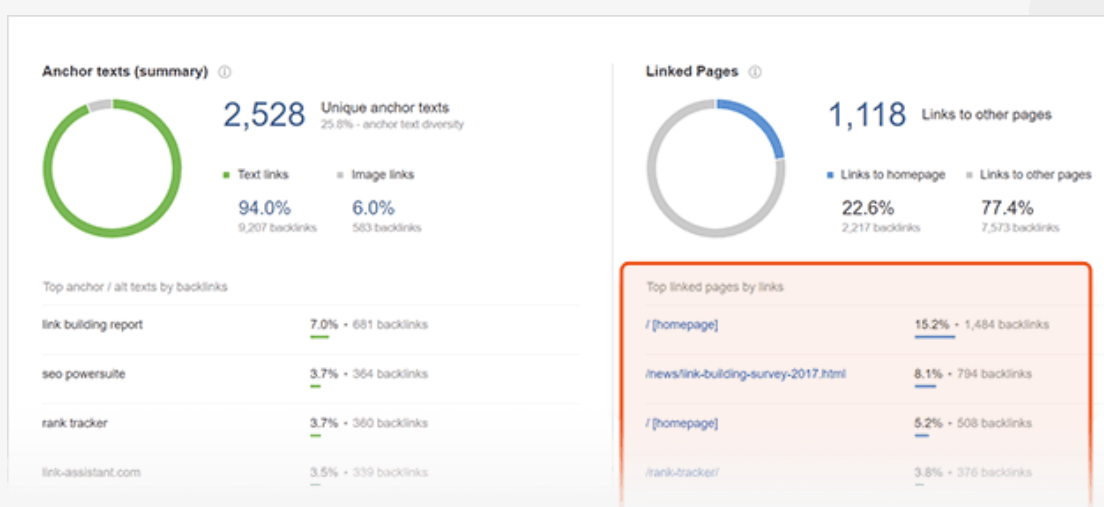 Anchor texts (summary)
2,528 Unique anchor texts
25.8% - anchor text diversity
Text links Image links
94.0% 6.0%
9,207 backlinks 583 backlinks
Top anchor / alt texts by backlinks
link building report 7.0% • 681 backlinks
seo powersuite 3.7% • 364 backlinks
rank tracker 3.7% • 360 backlinks
link-assistant.com 3.5% • 339 backlinks
Linked Pages
1,118 Links to other pages
Links to homepage Links to other pages
22.6% 77.4%
2,217 backlinks 7,573 backlinks
Top linked pages by links
/ [homepage] 15.2% • 1,484 backlinks
/news/link-building-survey-2017.html 8.1% • 794 backlinks
/ [homepage] 5.2% • 508 backlinks
/rank-tracker/ 3.8% • 376 backlinks